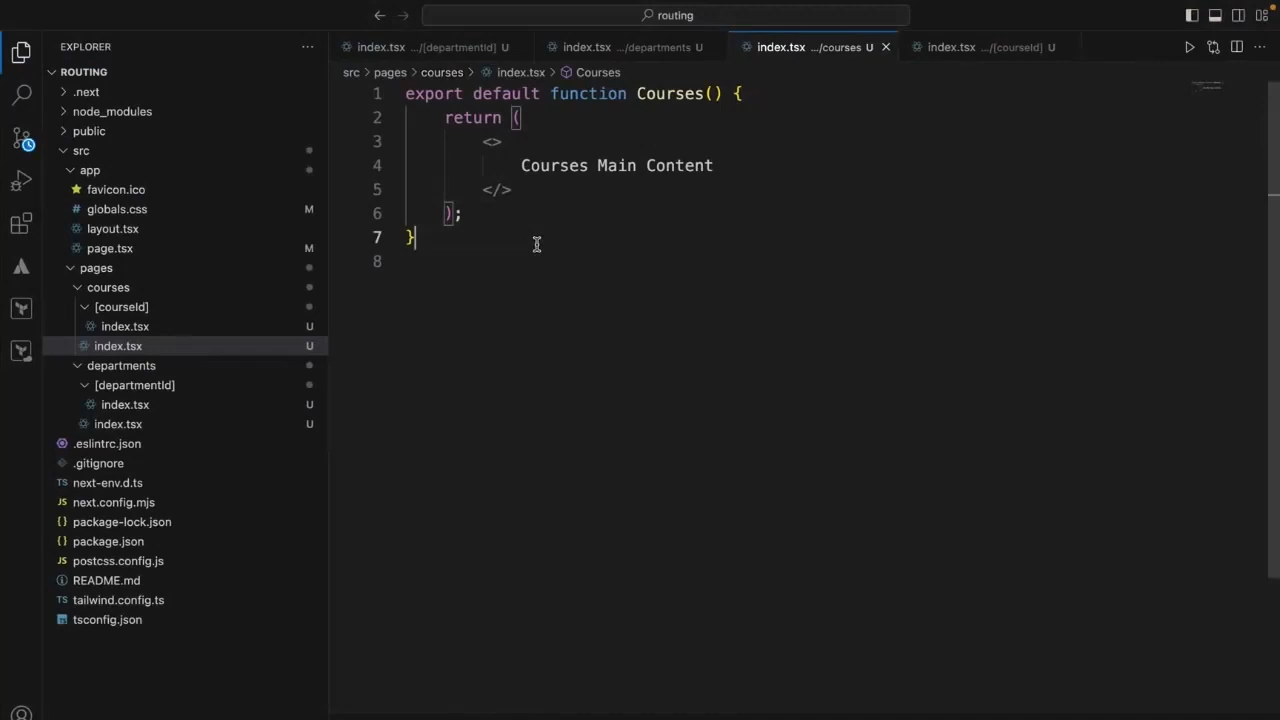 routing
EXPLORER
ROUTING
.next
node_modules
public
src
app
favicon.ico
# globals.css M
layout.tsx
page.tsx M
pages
courses
[courseId]
index.tsx U
index.tsx U
departments
[departmentId]
index.tsx U
index.tsx U
.eslintrc.json
.gitignore
TS next-env.d.ts
JS next.config.mjs
{} package-lock.json
{} package.json
JS postcss.config.js
README.md
TS tailwind.config.ts
tsconfig.json
index.tsx .../[departmentId] U
index.tsx .../departments U
index.tsx .../courses U
index.tsx .../[courseId] U
src > pages > courses > index.tsx > Courses
1 export default function Courses() {
2 return (
3 <>
4 Courses Main Content
5 </>
6 );
7 }
8